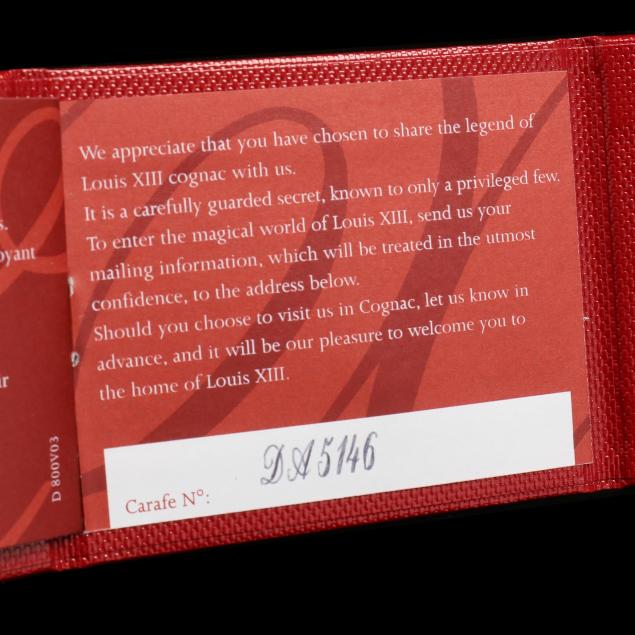 s.
oyant
ir
D 800V03
We appreciate that you have chosen to share the legend of
Louis XIII cognac with us.
It is a carefully guarded secret, known to only a privileged few.
To enter the magical world of Louis XIII, send us your
mailing information, which will be treated in the utmost
confidence, to the address below.
Should you choose to visit us in Cognac, let us know in
advance, and it will be our pleasure to welcome you to
the home of Louis XIII.
Carafe Nº: DA5146